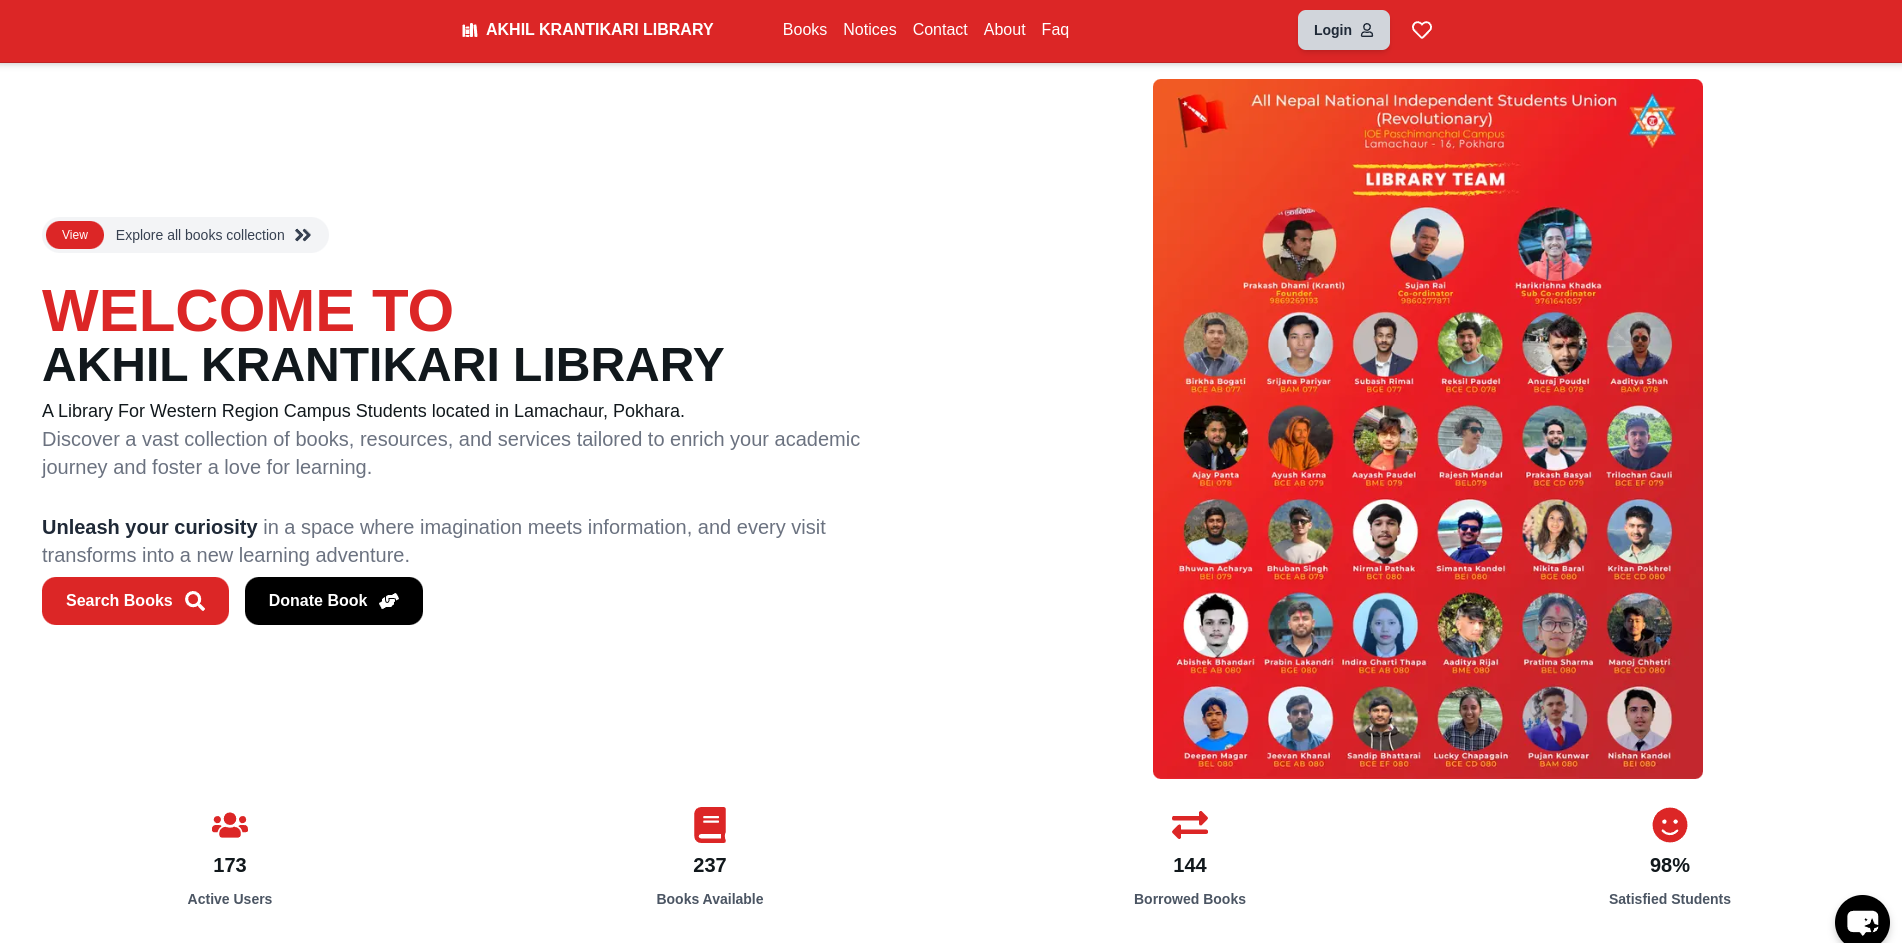 AKHIL KRANTIKARI LIBRARY
Books Notices Contact About Faq
Login
View Explore all books collection
WELCOME TO
AKHIL KRANTIKARI LIBRARY
A Library For Western Region Campus Students located in Lamachaur, Pokhara.
Discover a vast collection of books, resources, and services tailored to enrich your academic
journey and foster a love for learning.
Unleash your curiosity in a space where imagination meets information, and every visit
transforms into a new learning adventure.
Search Books Donate Book
All Nepal National Independent Students Union
(Revolutionary)
IOE Paschimanchal Campus
Lamachaur - 16, Pokhara
LIBRARY TEAM
Prakash Dhami (Kranti) Sujan Rai Harikrishna Khadka
Founder Co-ordinator Sub Co-ordinator
9869269193 9860277871 9761641057
Birkha Bogati Srijana Pariyar Subash Rimal Reksil Paudel Anuraj Poudel Aaditya Shah
BCE AB 077 BAM 077 BGE 077 BCE CD 078 BCE AB 078 BAM 078
Ajay Panta Ayush Karna Aayash Paudel Rajesh Mandal Prakash Basyal Trilochan Gauli
BEI 078 BCE AB 079 BME 079 BEL079 BCE CD 079 BCE EF 079
Bhuwan Acharya Bhuban Singh Nirmal Pathak Simanta Kandel Nikita Baral Kritan Pokhrel
BEI 079 BCE AB 079 BCT 080 BEI 080 BGE 080 BCE CD 080
Abishek Bhandari Prabin Lakandri Indira Gharti Thapa Aaditya Rijal Pratima Sharma Manoj Chhetri
BCE AB 080 BGE 080 BCE AB 080 BME 080 BEL 080 BCE CD 080
Deepen Magar Jeevan Khanal Sandip Bhattarai Lucky Chapagain Pujan Kunwar Nishan Kandel
BEL 080 BCE AB 080 BCE EF 080 BCE CD 080 BAM 080 BEI 080
173 237 144 98%
Active Users Books Available Borrowed Books Satisfied Students